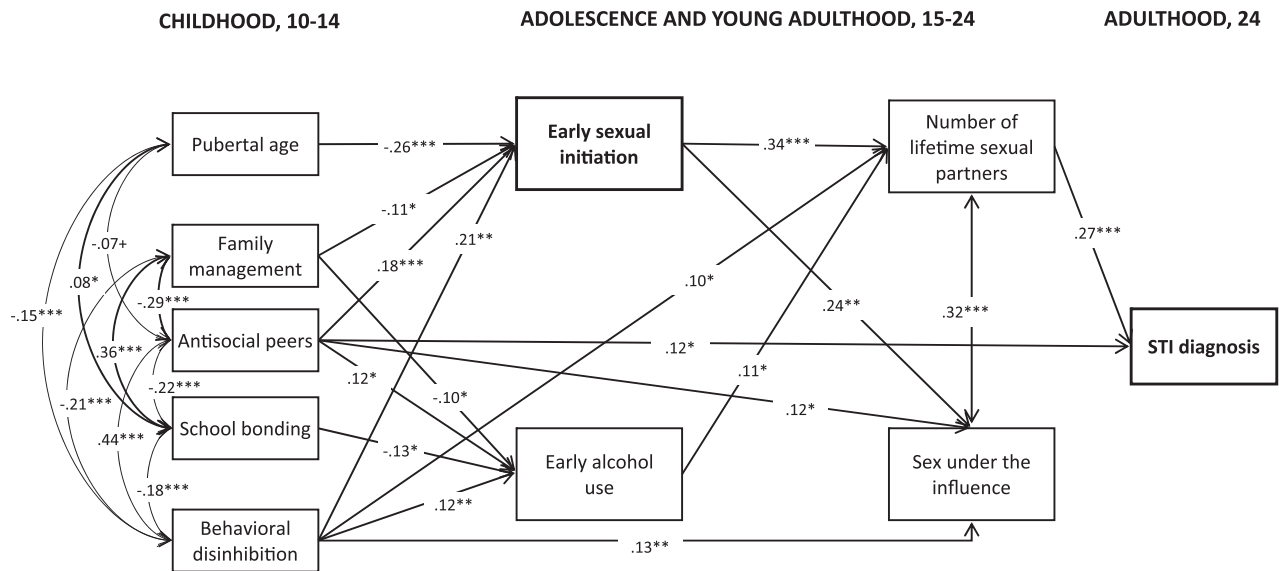 CHILDHOOD, 10-14
ADOLESCENCE AND YOUNG ADULTHOOD, 15-24
ADULTHOOD, 24
Pubertal age
Family
management
Antisocial peers
School bonding
Behavioral
disinhibition
Early sexual
initiation
Early alcohol
use
Number of
lifetime sexual
partners
Sex under the
influence
STI diagnosis
-.26***
-.11*
.18***
.21**
.12*
-.10*
-.13*
.12**
.34***
.10*
.24**
.32***
.12*
.11*
.12*
.13**
.27***
-.07+
.08*
-.29***
-.15***
.36***
-.22***
-.21***
.44***
-.18***